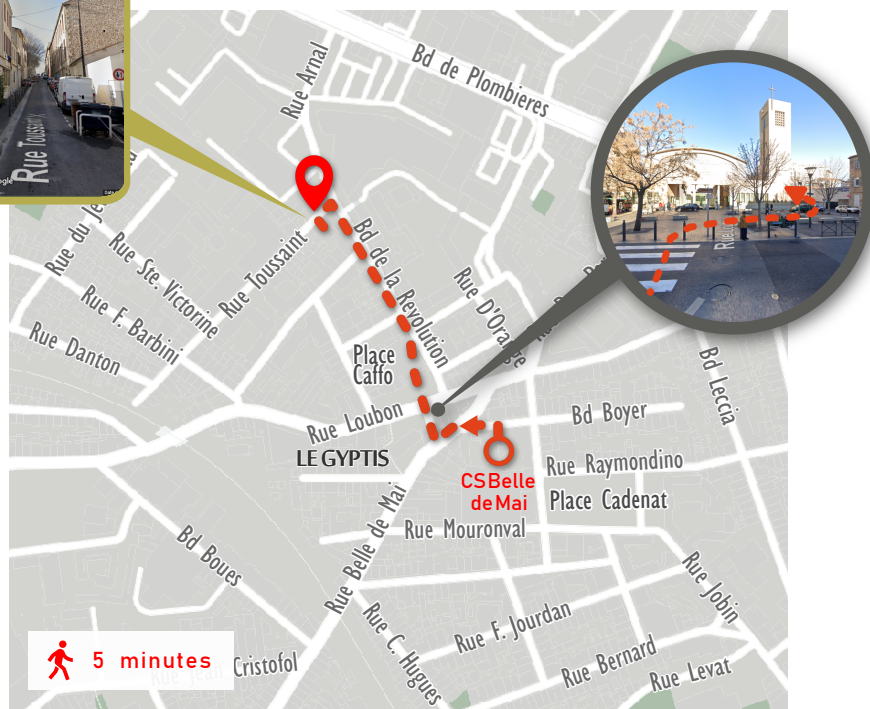 Rue Toussaint
Rue Arnal
Bd de Plombieres
Rue du Je
Rue Ste. Victorine
Rue Toussaint
Bd de la Revolution
Rue D'Orange
Rue F. Barbini
Rue Danton
Place
Caffo
Bd Leccia
Rue Loubon
Bd Boyer
LE GYPTIS
CS Belle
de Mai
Rue Raymondino
Place Cadenat
Rue Belle de Mai
Rue Mouronval
Bd Boues
Rue Jobin
Rue C. Hugues
Rue F. Jourdan
Rue Bernard
Rue Levat
5 minutes
Rue Jean Cristofol